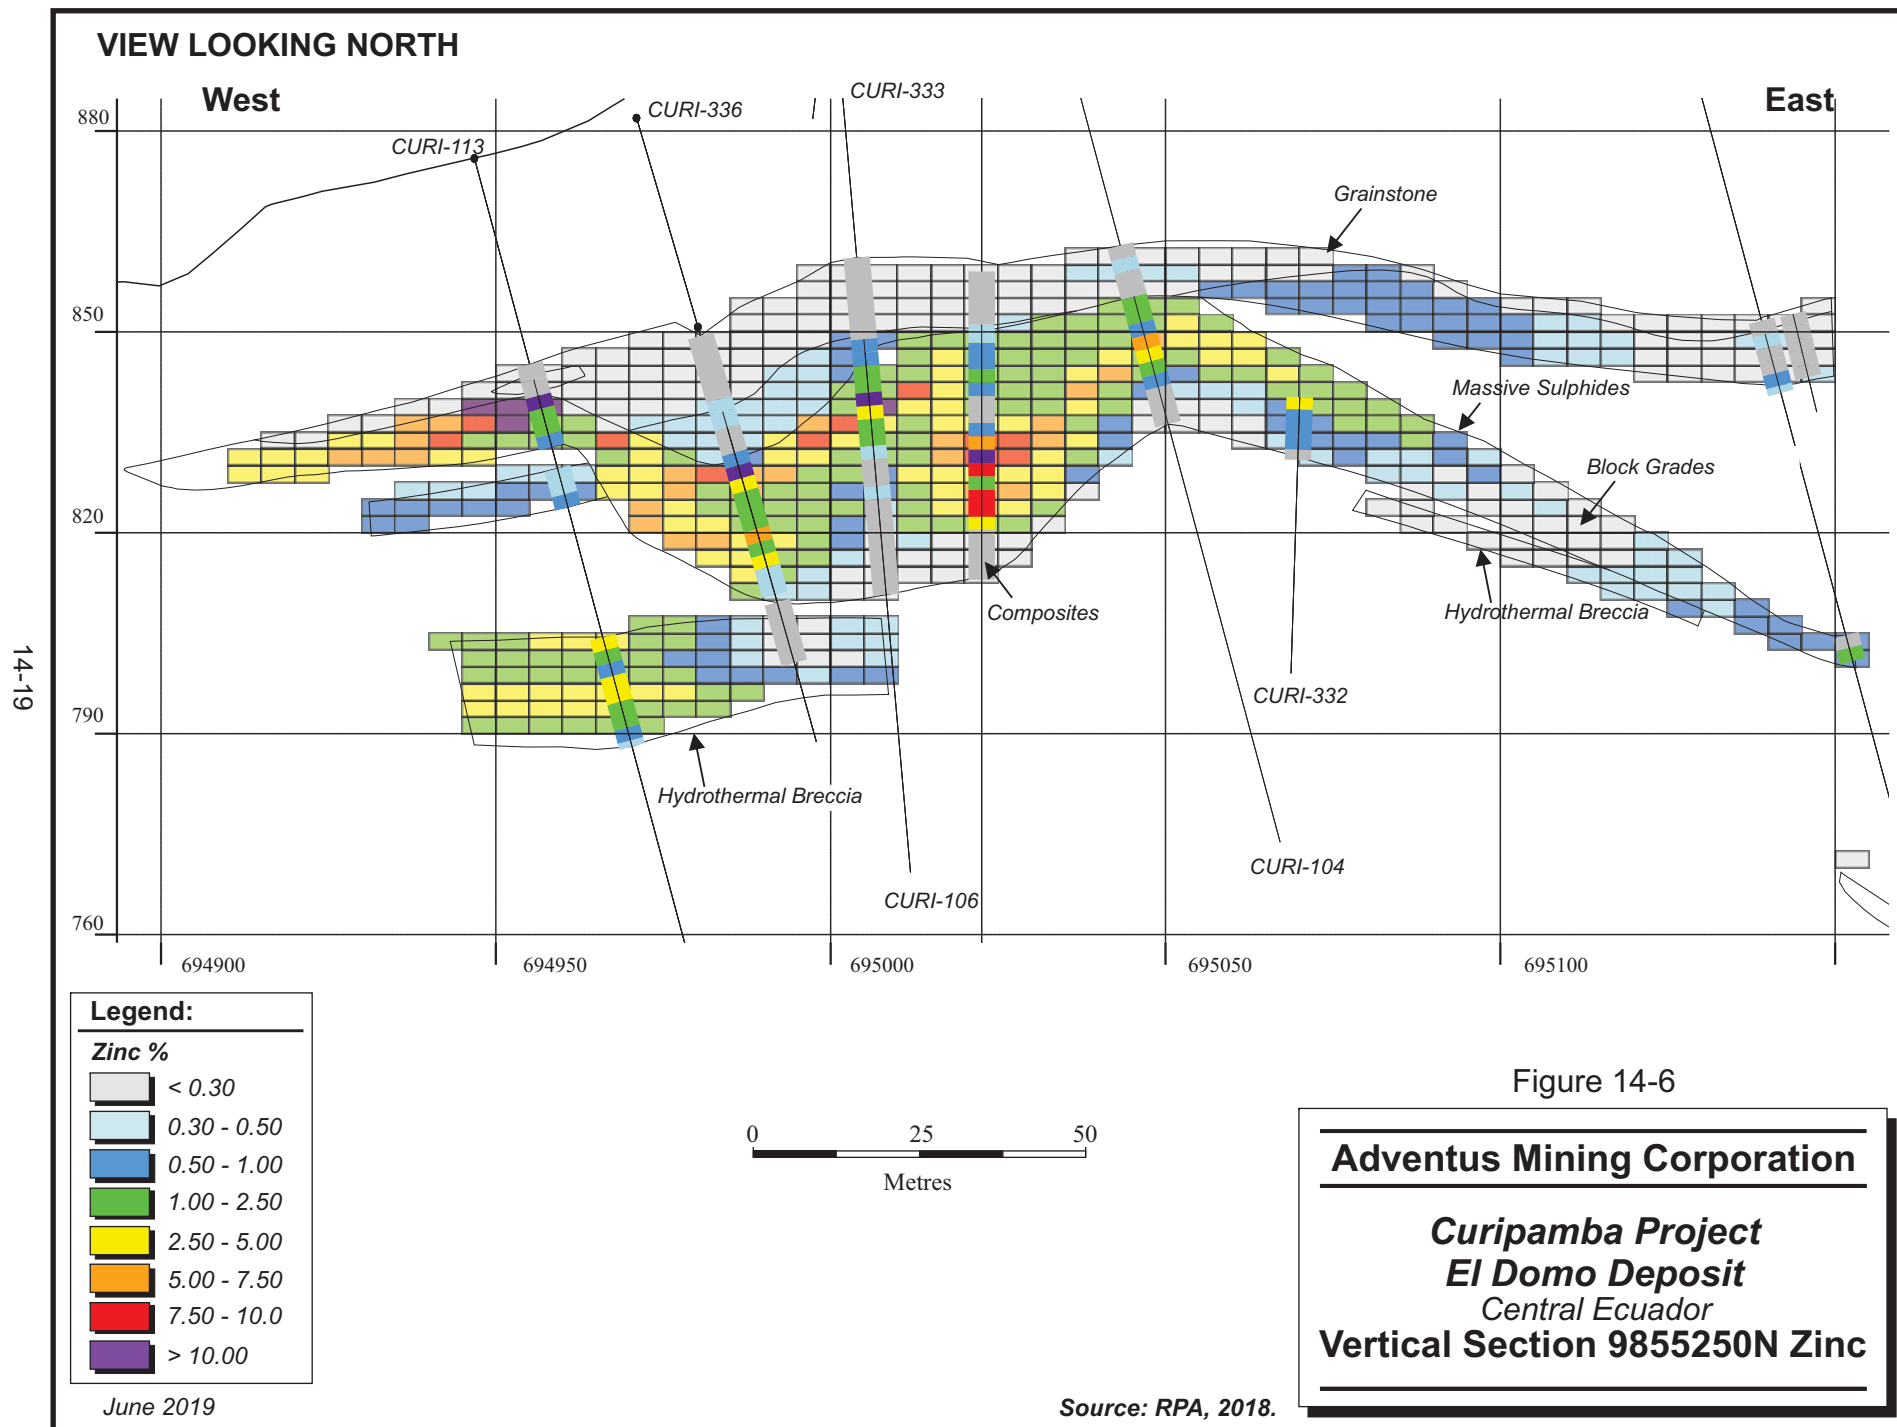 VIEW LOOKING NORTH
West
East
CURI-333
CURI-336
CURI-113
880
850
820
790
760
Grainstone
Massive Sulphides
Block Grades
Hydrothermal Breccia
Composites
CURI-332
Hydrothermal Breccia
CURI-104
CURI-106
694900
694950
695000
695050
695100
14-19
Legend:
Zinc %
< 0.30
0.30 - 0.50
0.50 - 1.00
1.00 - 2.50
2.50 - 5.00
5.00 - 7.50
7.50 - 10.0
> 10.00
June 2019
0 25 50
Metres
Source: RPA, 2018.
Figure 14-6
Adventus Mining Corporation
Curipamba Project
El Domo Deposit
Central Ecuador
Vertical Section 9855250N Zinc